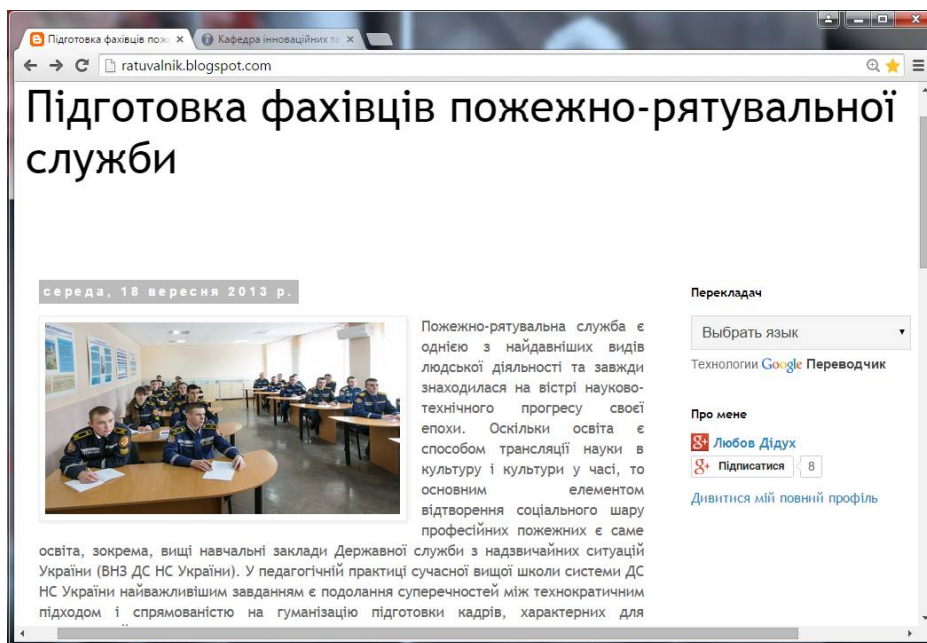 Підготовка фахівців пож
Кафедра інноваційних та
ratuvalnik.blogspot.com
Підготовка фахівців пожежно-рятувальної
служби
середа, 18 вересня 2013 р.
Пожежно-рятувальна служба є
однією з найдавніших видів
людської діяльності та завжди
знаходилася на вістрі науково-
технічного прогресу своєї
епохи. Оскільки освіта є
способом трансляції науки в
культуру і культури у часі, то
основним елементом
відтворення соціального шару
професійних пожежних є саме
освіта, зокрема, вищі навчальні заклади Державної служби з надзвичайних ситуацій
України (ВНЗ ДС НС України). У педагогічній практиці сучасної вищої школи системи ДС
НС України найважливішим завданням є подолання суперечностей між технократичним
підходом і спрямованістю на гуманізацію підготовки кадрів, характерних для
Перекладач
Выбрать язык
Технологии Google Переводчик
Про мене
Любов Дідух
Підписатися 8
Дивитися мій повний профіль